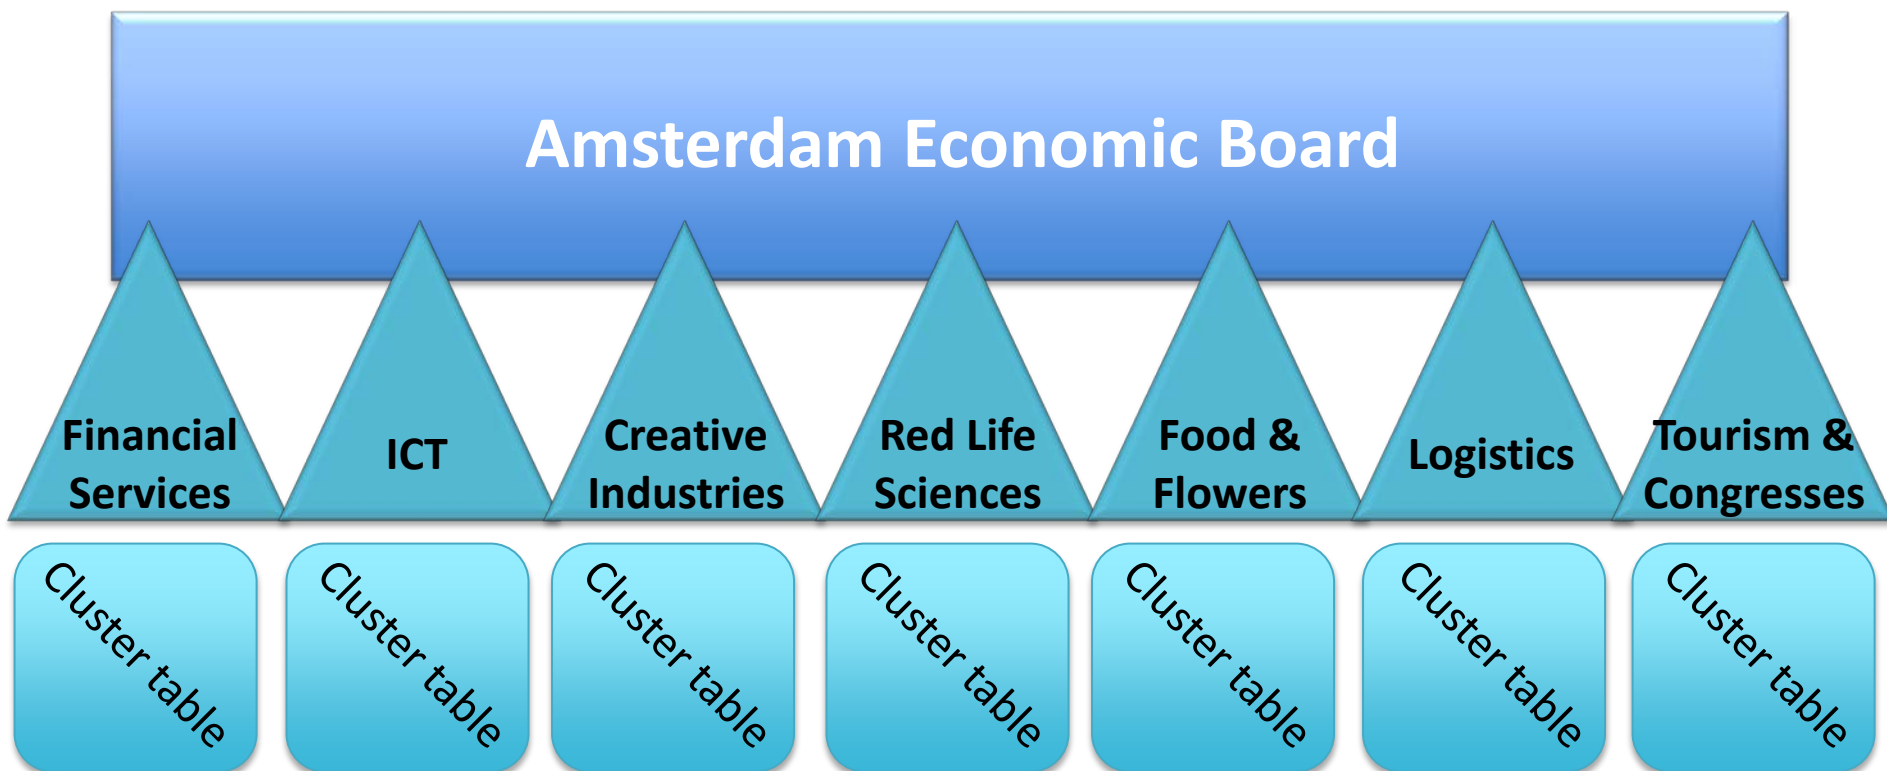 Amsterdam Economic Board
Financial
Services
ICT
Creative
Industries
Red Life
Sciences
Food &
Flowers
Logistics
Tourism &
Congresses
Cluster table
Cluster table
Cluster table
Cluster table
Cluster table
Cluster table
Cluster table